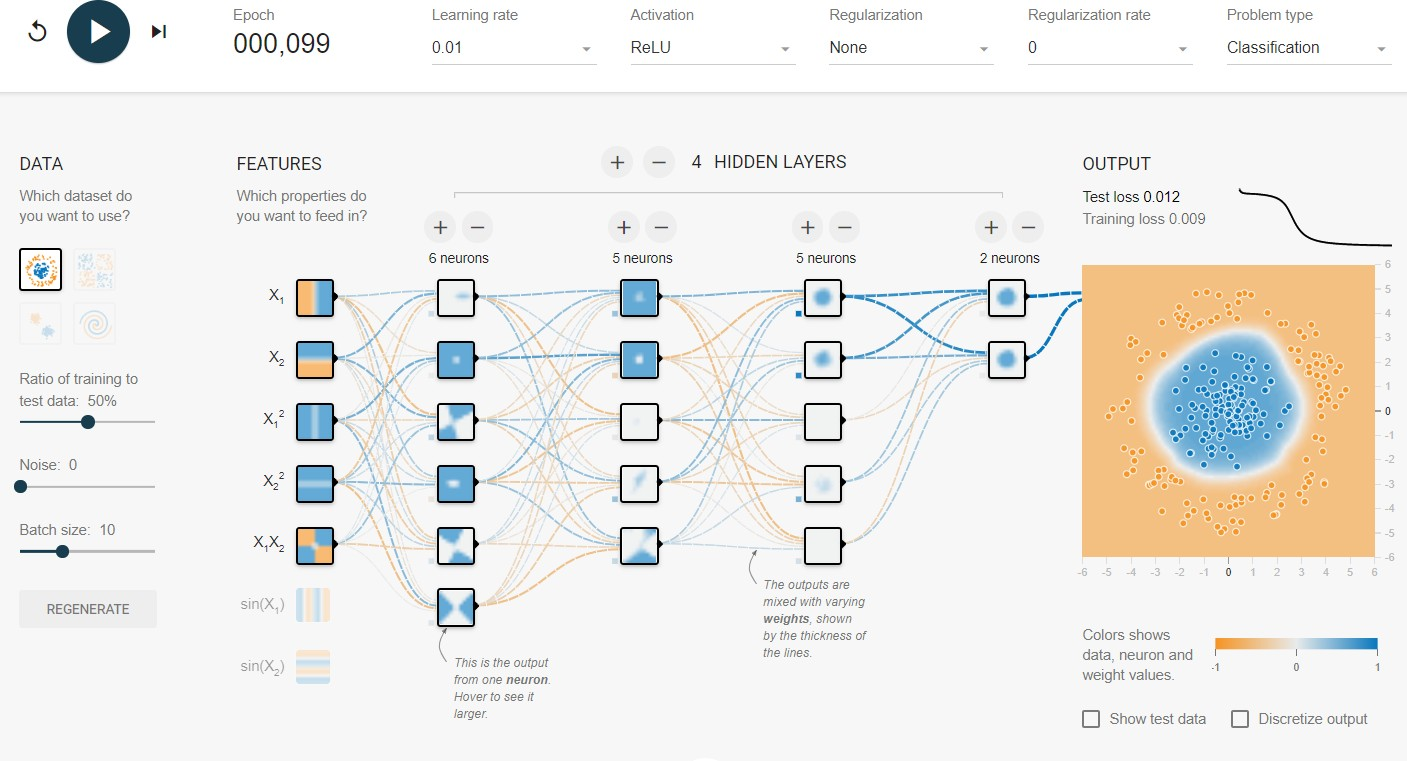 Epoch
000,099
Learning rate
0.01
Activation
ReLU
Regularization
None
Regularization rate
0
Problem type
Classification
DATA
Which dataset do
you want to use?
Ratio of training to
test data: 50%
Noise: 0
Batch size: 10
REGENERATE
FEATURES
Which properties do
you want to feed in?
X₁
X₂
X₁²
X₂²
X₁X₂
sin(X₁)
sin(X₂)
+ − 4 HIDDEN LAYERS
+ −
6 neurons
+ −
5 neurons
+ −
5 neurons
+ −
2 neurons
This is the output
from one neuron.
Hover to see it
larger.
The outputs are
mixed with varying
weights, shown
by the thickness of
the lines.
OUTPUT
Test loss 0.012
Training loss 0.009
6
5
4
3
2
1
0
-1
-2
-3
-4
-5
-6
-6 -5 -4 -3 -2 -1 0 1 2 3 4 5 6
Colors shows
data, neuron and
weight values.
-1 0 1
Show test data
Discretize output